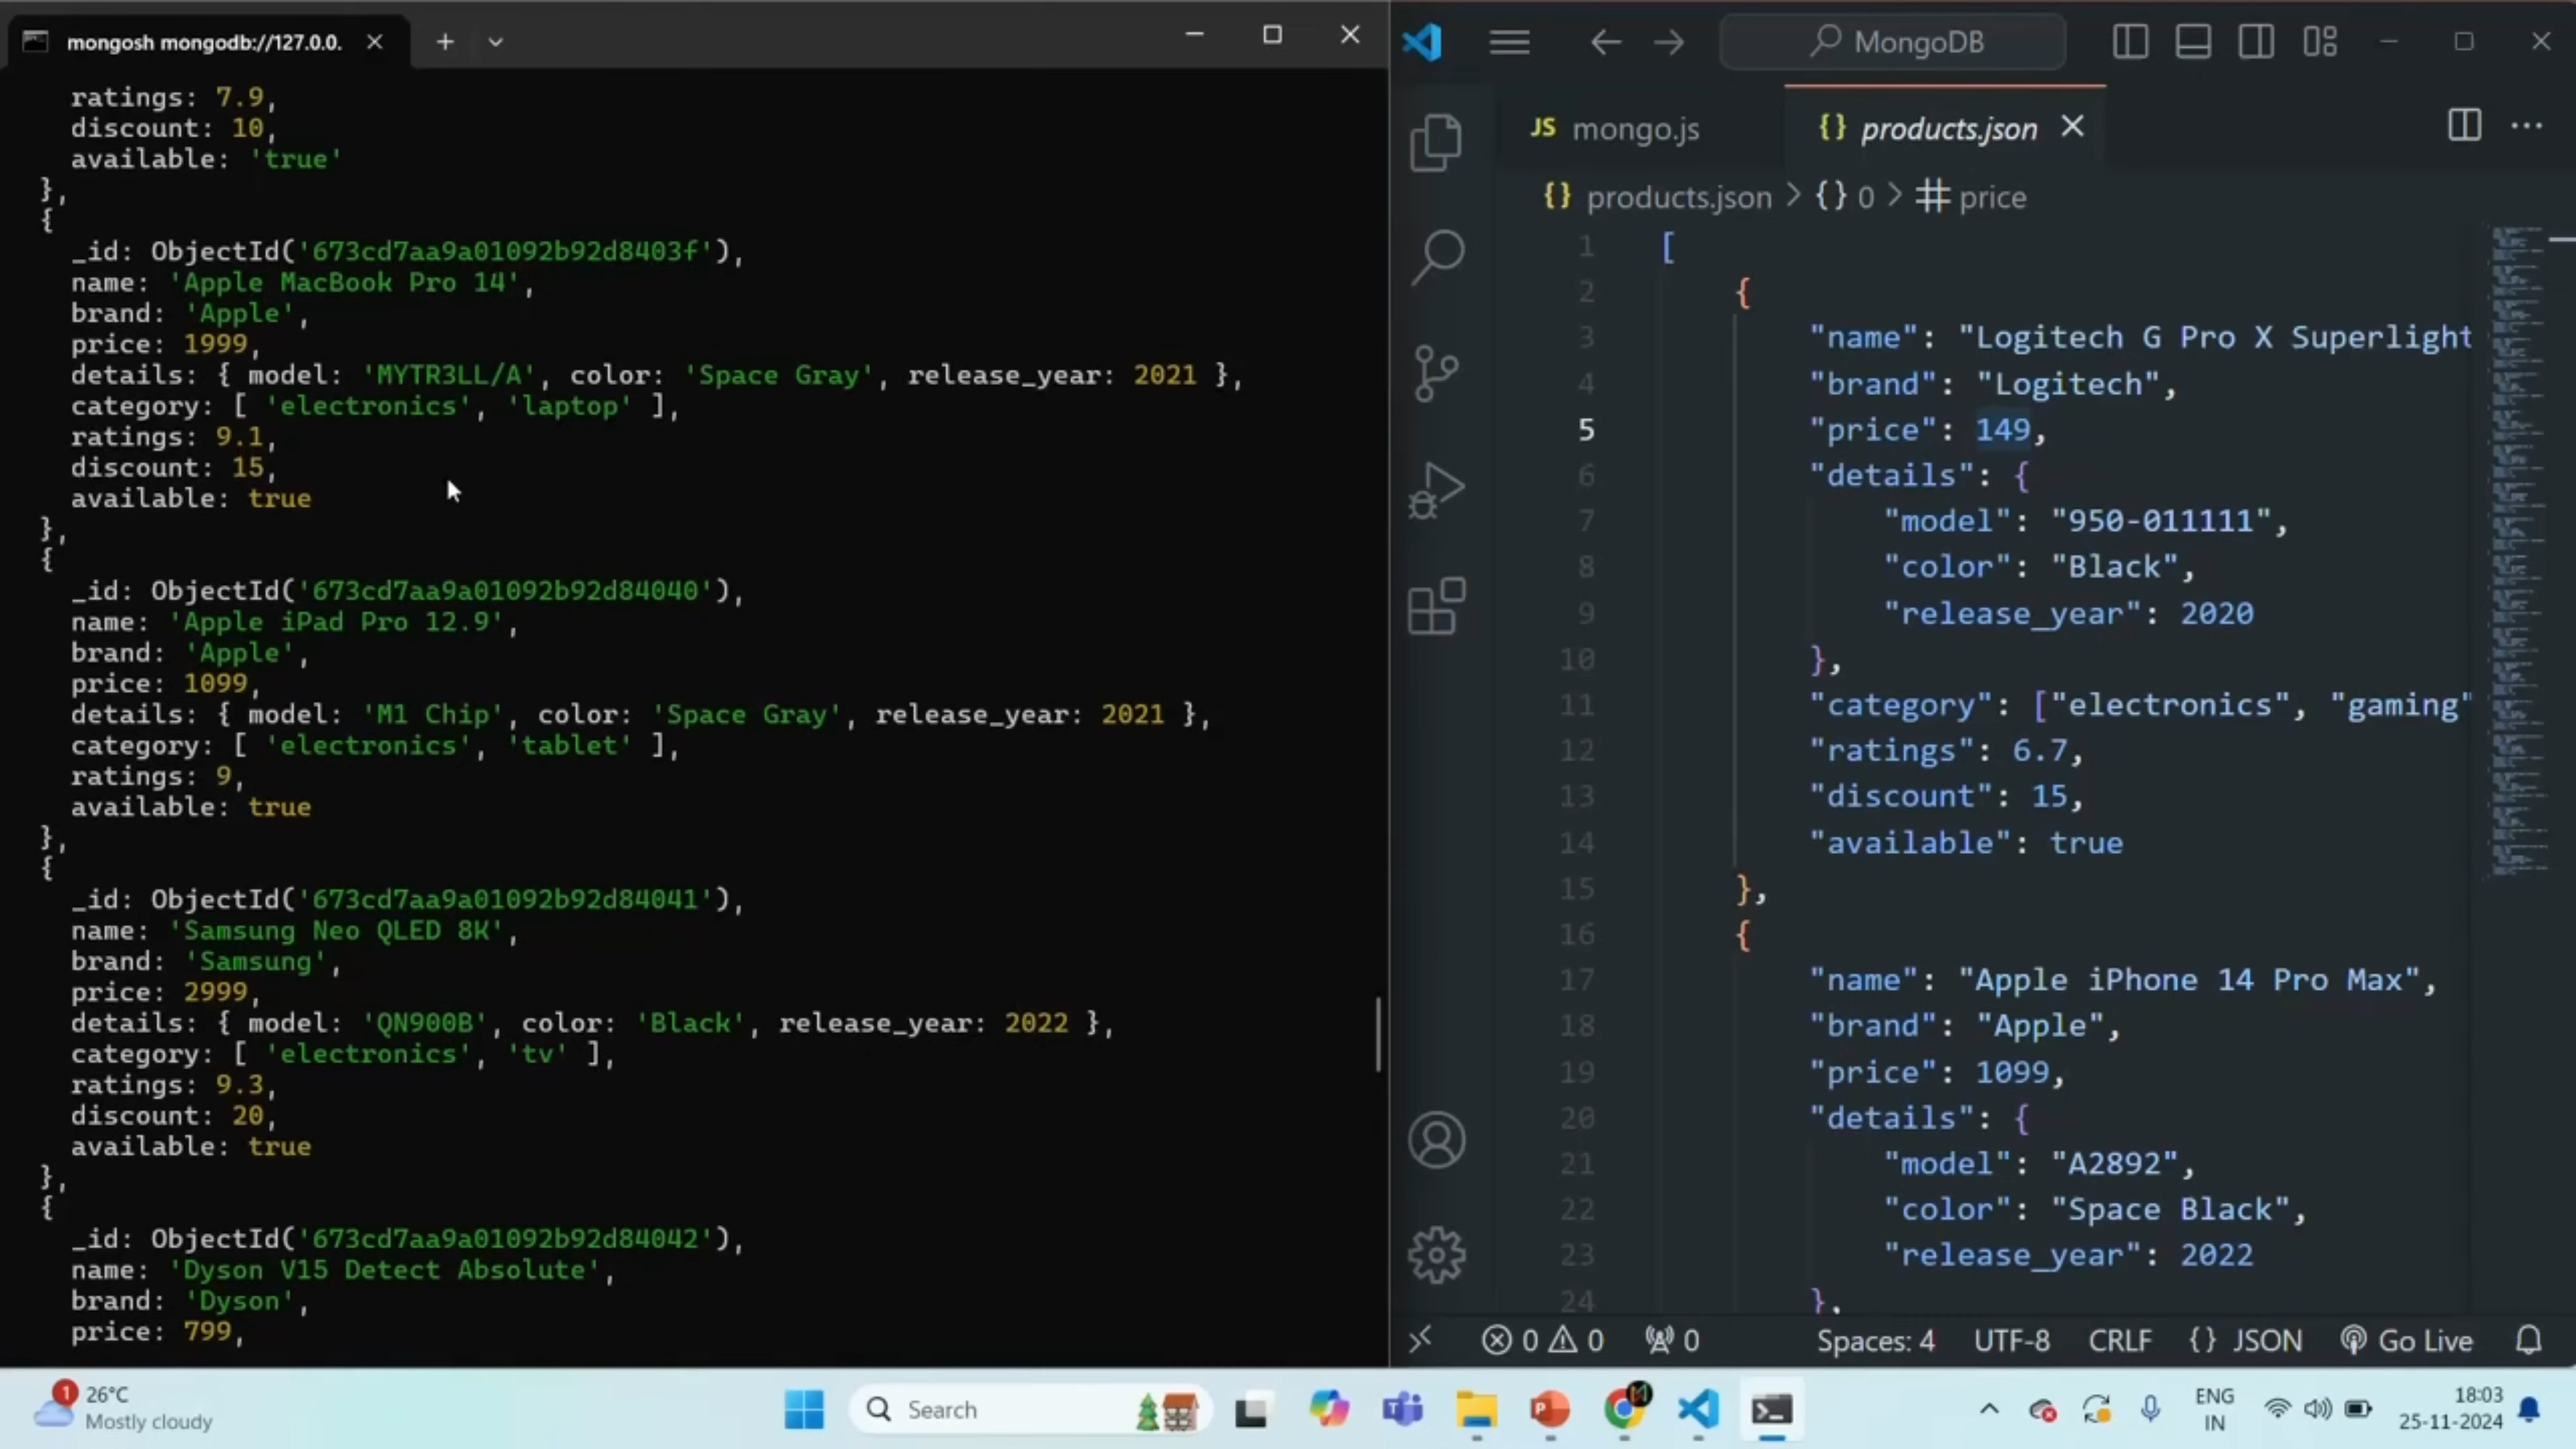 mongosh mongodb://127.0.0.
ratings: 7.9,
discount: 10,
available: 'true'
},
{
_id: ObjectId('673cd7aa9a01092b92d8403f'),
name: 'Apple MacBook Pro 14',
brand: 'Apple',
price: 1999,
details: { model: 'MYTR3LL/A', color: 'Space Gray', release_year: 2021 },
category: [ 'electronics', 'laptop' ],
ratings: 9.1,
discount: 15,
available: true
},
{
_id: ObjectId('673cd7aa9a01092b92d84040'),
name: 'Apple iPad Pro 12.9',
brand: 'Apple',
price: 1099,
details: { model: 'M1 Chip', color: 'Space Gray', release_year: 2021 },
category: [ 'electronics', 'tablet' ],
ratings: 9,
available: true
},
{
_id: ObjectId('673cd7aa9a01092b92d84041'),
name: 'Samsung Neo QLED 8K',
brand: 'Samsung',
price: 2999,
details: { model: 'QN900B', color: 'Black', release_year: 2022 },
category: [ 'electronics', 'tv' ],
ratings: 9.3,
discount: 20,
available: true
},
{
_id: ObjectId('673cd7aa9a01092b92d84042'),
name: 'Dyson V15 Detect Absolute',
brand: 'Dyson',
price: 799,
MongoDB
JS mongo.js
{} products.json
{} products.json > {} 0 > # price
1 [
2 {
3 "name": "Logitech G Pro X Superlight
4 "brand": "Logitech",
5 "price": 149,
6 "details": {
7 "model": "950-011111",
8 "color": "Black",
9 "release_year": 2020
10 },
11 "category": ["electronics", "gaming"
12 "ratings": 6.7,
13 "discount": 15,
14 "available": true
15 },
16 {
17 "name": "Apple iPhone 14 Pro Max",
18 "brand": "Apple",
19 "price": 1099,
20 "details": {
21 "model": "A2892",
22 "color": "Space Black",
23 "release_year": 2022
24 },
0 0 0 Spaces: 4 UTF-8 CRLF {} JSON Go Live
1 26°C
Mostly cloudy
Search
ENG
IN
18:03
25-11-2024